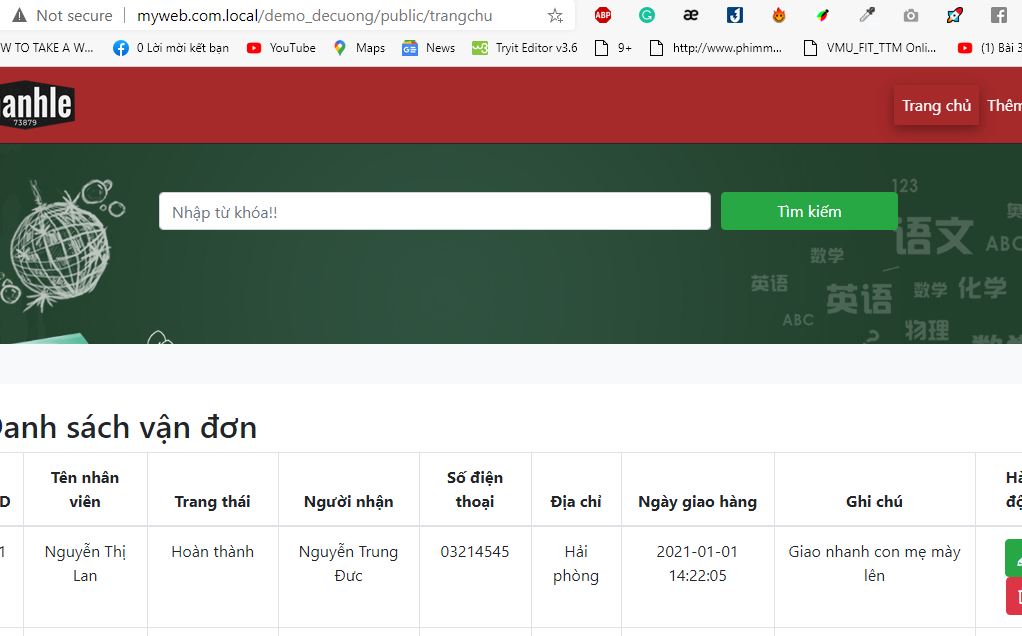 Not secure | myweb.com.local/demo_decuong/public/trangchu
ABP
æ
W TO TAKE A W...
0 Lời mời kết bạn
YouTube
Maps
News
Tryit Editor v3.6
9+
http://www.phimm...
VMU_FIT_TTM Onli...
(1) Bài 3
anhle
73879
Trang chủ
Thêm
Nhập từ khóa!!
Tìm kiếm
123
语文
ABC
数学
英语
英语
数学
化学
ABC
物理
anh sách vận đơn
D
Tên nhân viên
Trang thái
Người nhận
Số điện thoại
Địa chỉ
Ngày giao hàng
Ghi chú
1
Nguyễn Thị Lan
Hoàn thành
Nguyễn Trung Đưc
03214545
Hải phòng
2021-01-01 14:22:05
Giao nhanh con mẹ mày lên